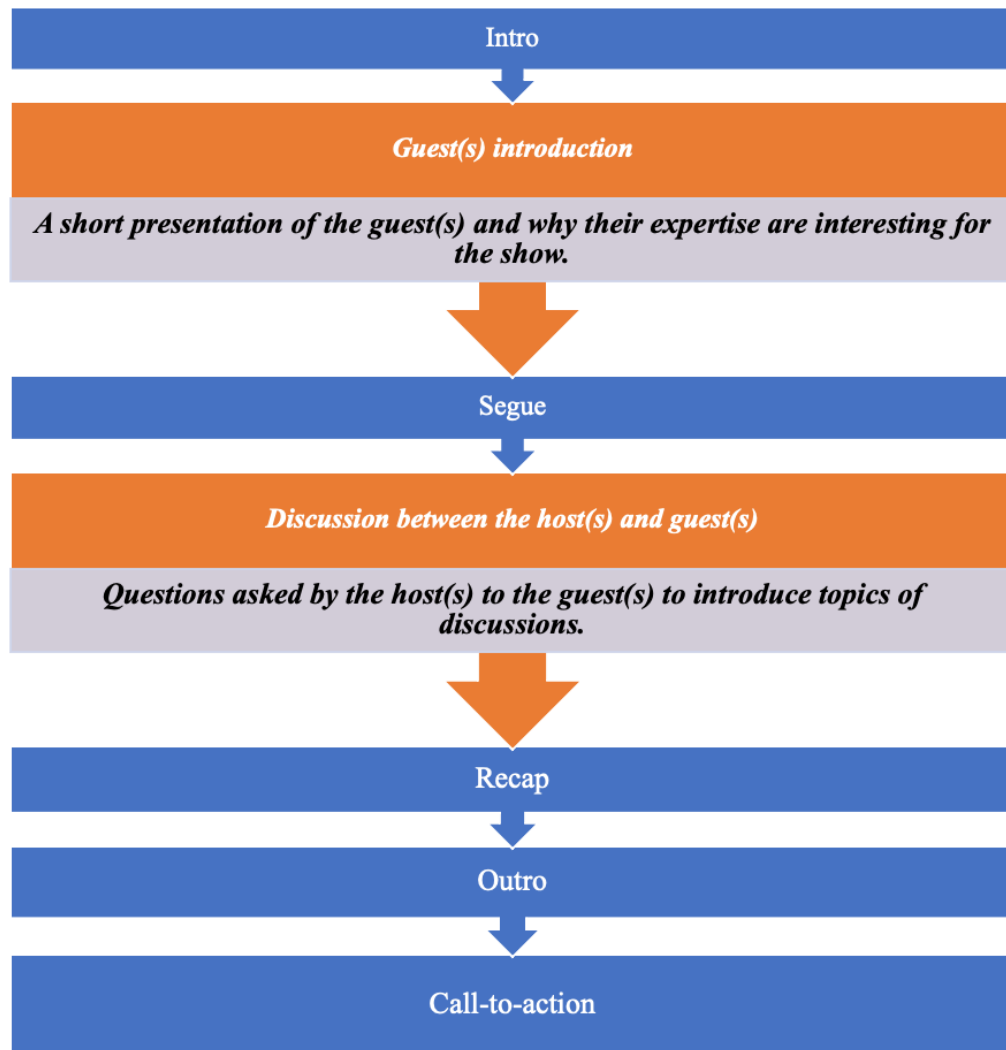 Intro
Guest(s) introduction
A short presentation of the guest(s) and why their expertise are interesting for
the show.
Segue
Discussion between the host(s) and guest(s)
Questions asked by the host(s) to the guest(s) to introduce topics of
discussions.
Recap
Outro
Call-to-action